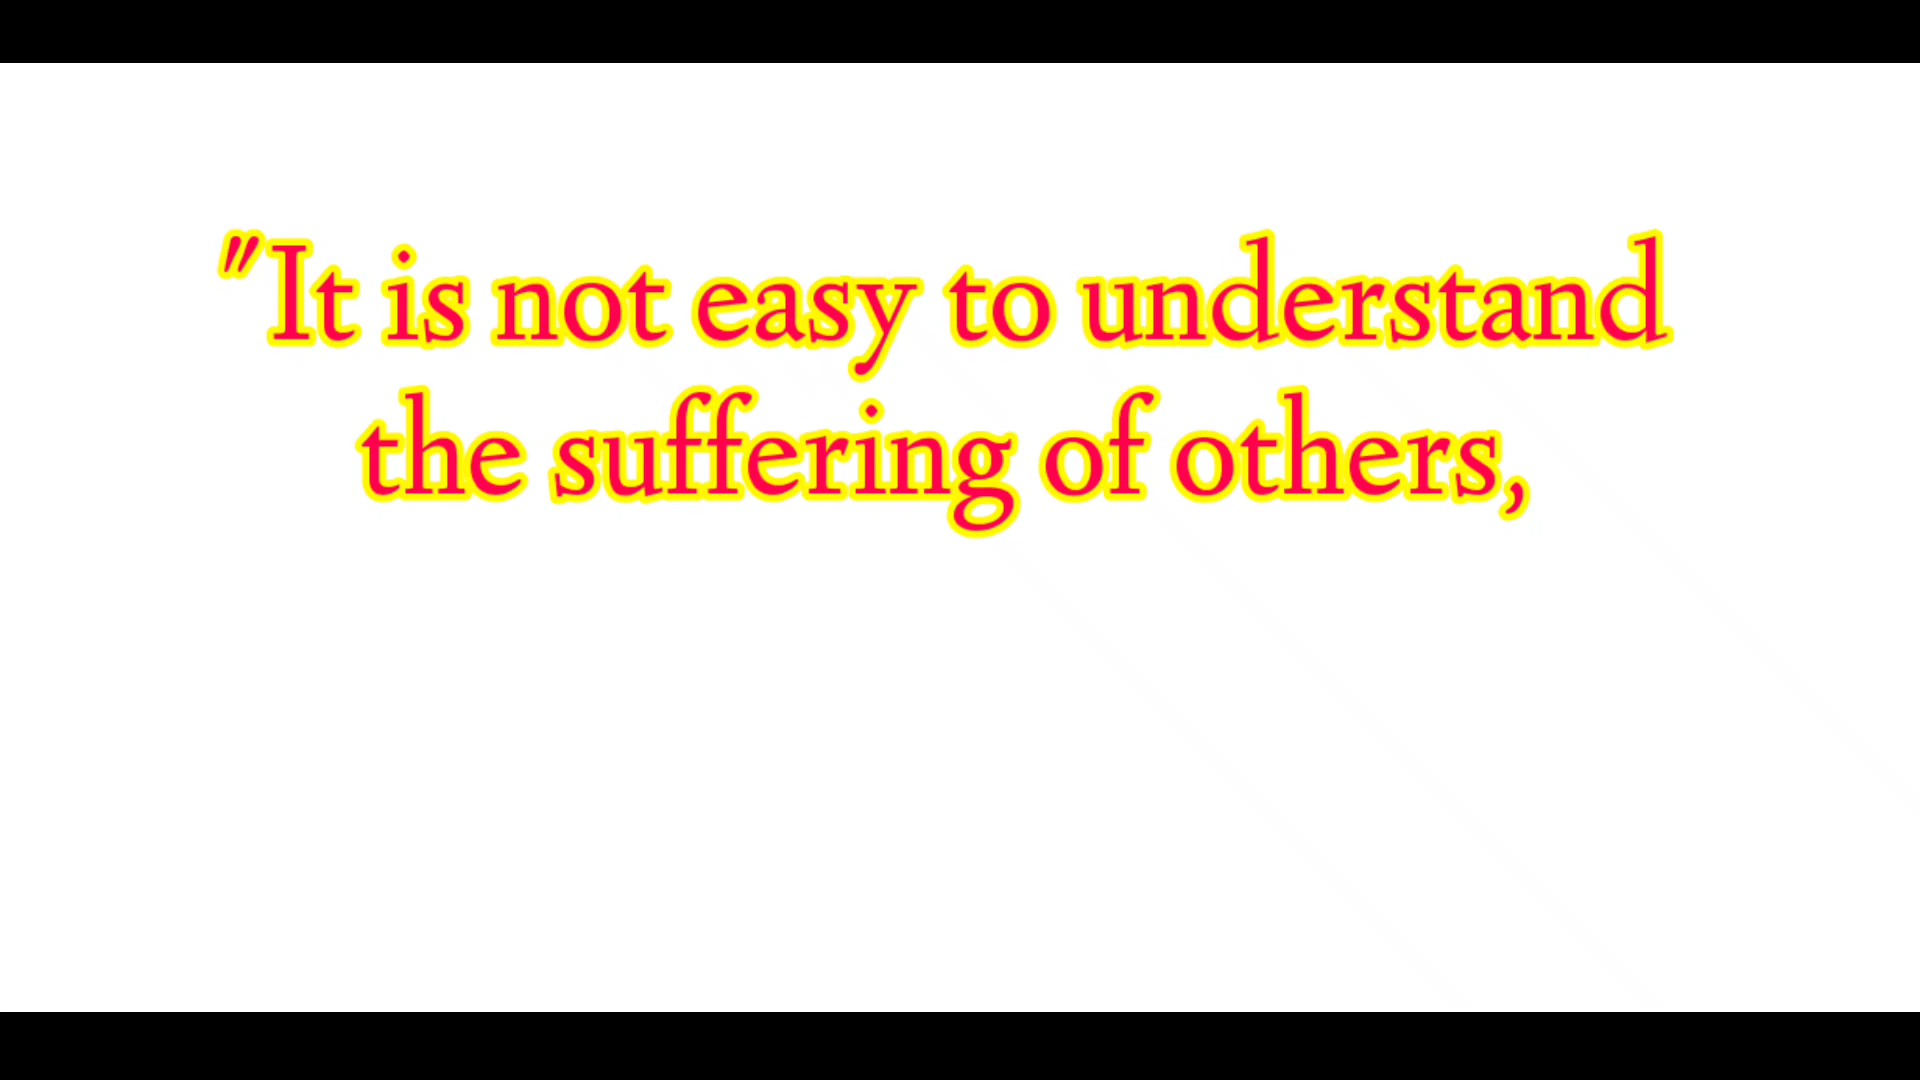 "It is not easy to understand
the suffering of others,